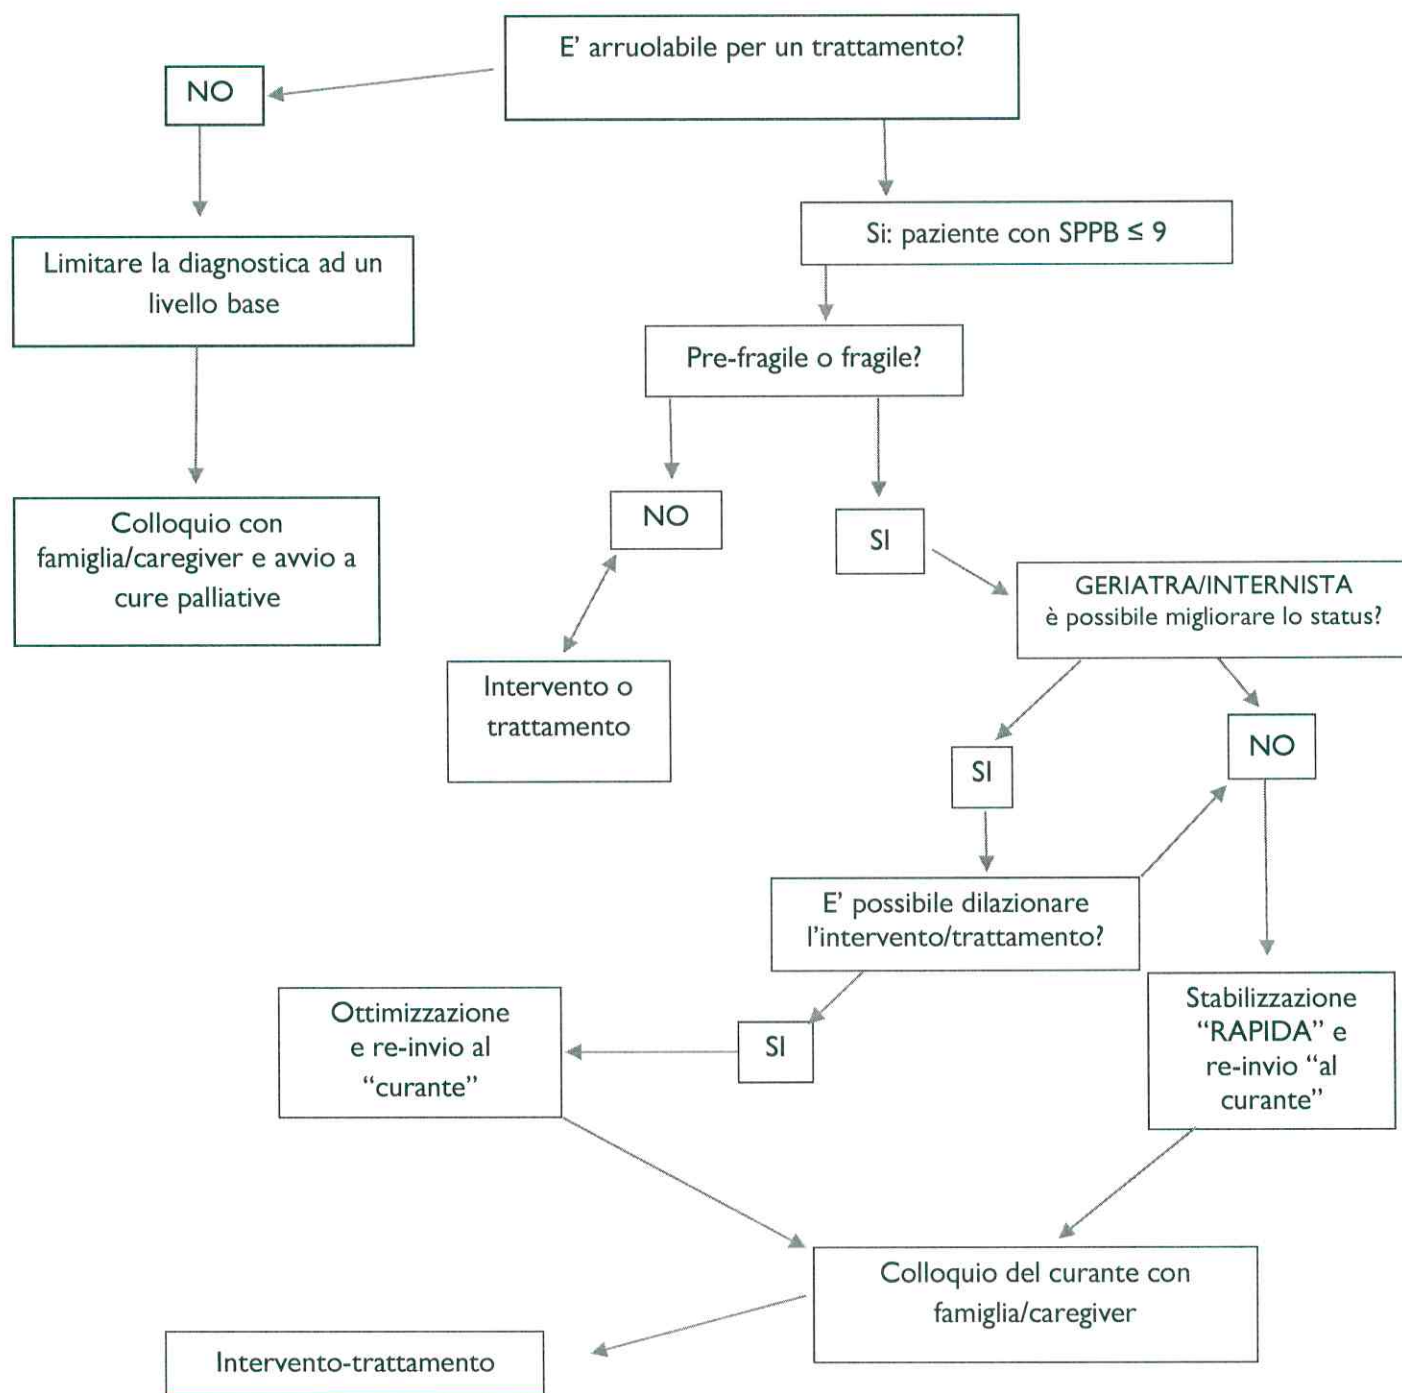 E' arruolabile per un trattamento?
NO
Si: paziente con SPPB ≤ 9
Limitare la diagnostica ad un
livello base
Pre-fragile o fragile?
Colloquio con
famiglia/caregiver e avvio a
cure palliative
NO
SI
GERIATRA/INTERNISTA
è possibile migliorare lo status?
Intervento o
trattamento
SI
NO
E' possibile dilazionare
l'intervento/trattamento?
Ottimizzazione
e re-invio al
“curante”
SI
Stabilizzazione
“RAPIDA” e
re-invio “al
curante”
Colloquio del curante con
famiglia/caregiver
Intervento-trattamento